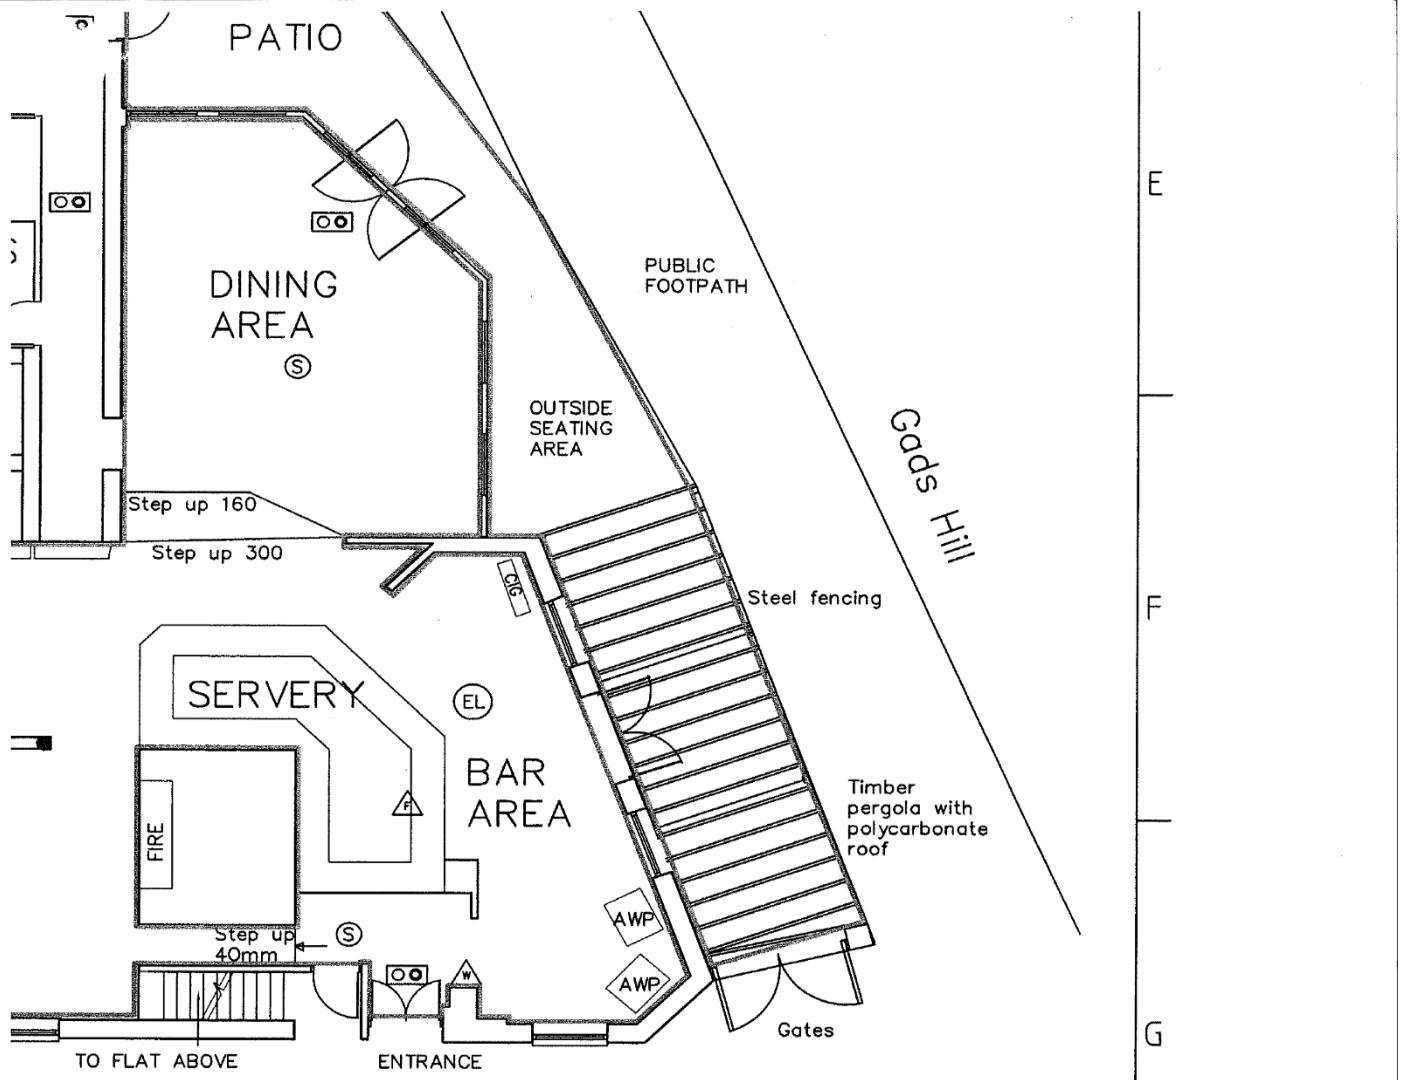 PATIO
E
PUBLIC
FOOTPATH
DINING
AREA
S
OUTSIDE
SEATING
AREA
Gads Hill
Step up 160
Step up 300
CIG
Steel fencing
F
SERVERY
EL
BAR
AREA
F
FIRE
Timber
pergola with
polycarbonate
roof
AWP
Step up
40mm
S
W
AWP
Gates
G
TO FLAT ABOVE
ENTRANCE